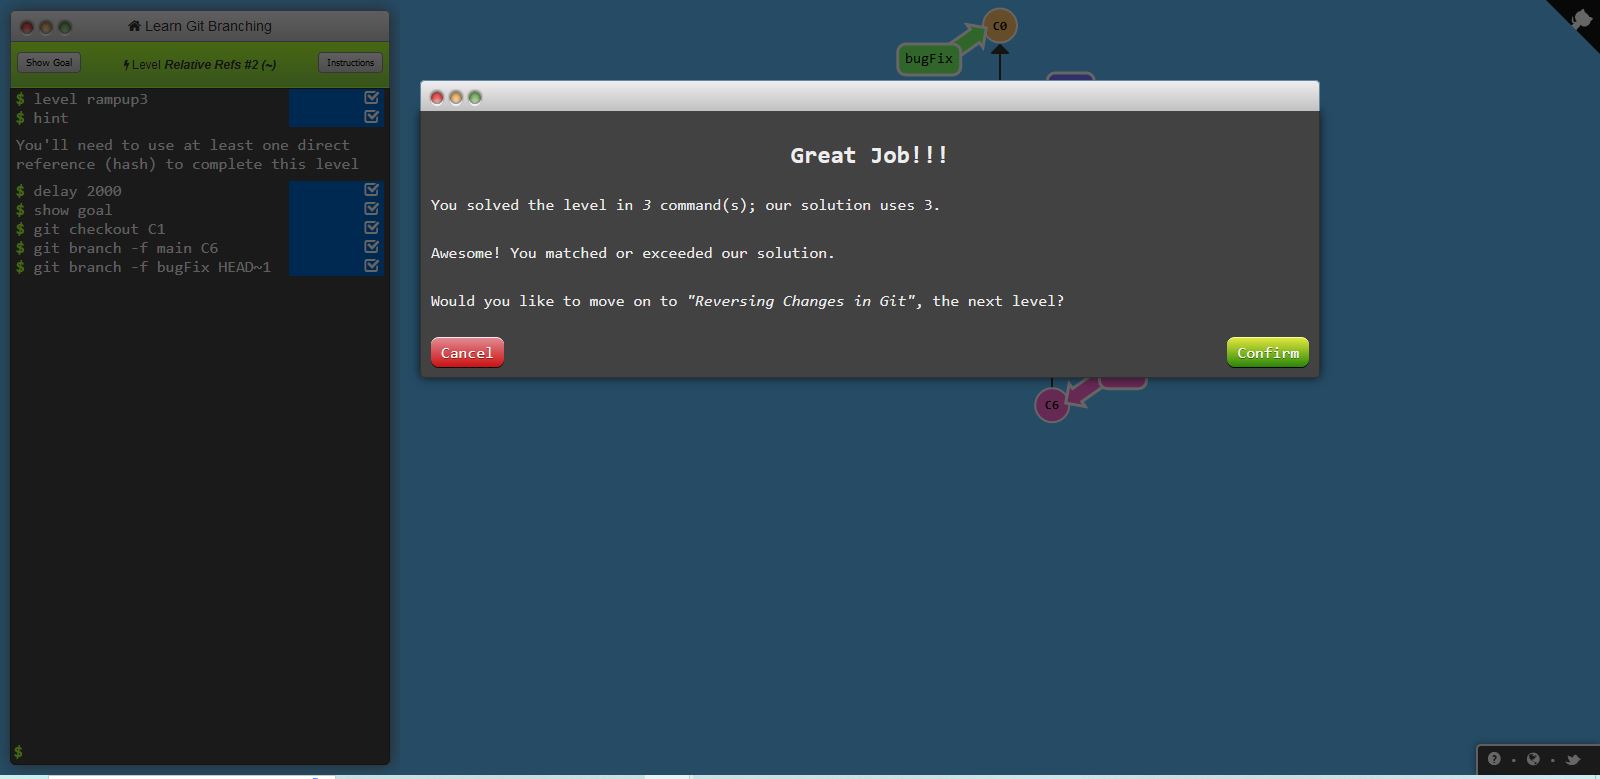 Learn Git Branching
Show Goal
Level Relative Refs #2 (~)
Instructions
$ level rampup3
$ hint
You'll need to use at least one direct
reference (hash) to complete this level
$ delay 2000
$ show goal
$ git checkout C1
$ git branch -f main C6
$ git branch -f bugFix HEAD~1
$
C0
bugFix
Great Job!!!
You solved the level in 3 command(s); our solution uses 3.
Awesome! You matched or exceeded our solution.
Would you like to move on to "Reversing Changes in Git", the next level?
Cancel
Confirm
C6